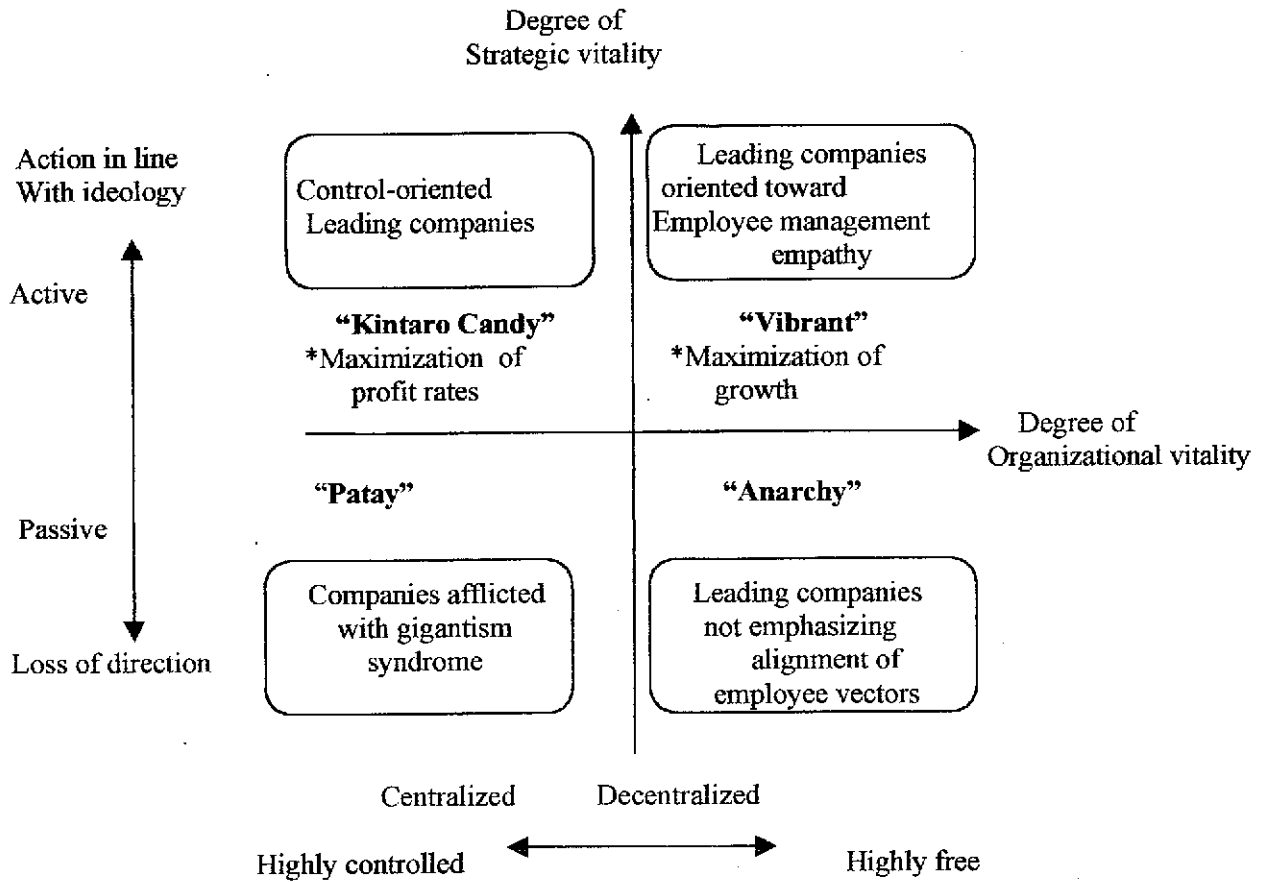 Degree of
Strategic vitality
Action in line
With ideology
Control-oriented
Leading companies
Leading companies
oriented toward
Employee management
empathy
Active
“Kintaro Candy”
*Maximization of
profit rates
“Vibrant”
*Maximization of
growth
Degree of
Organizational vitality
“Patay”
“Anarchy”
Passive
Companies afflicted
with gigantism
syndrome
Leading companies
not emphasizing
alignment of
employee vectors
Loss of direction
Centralized
Decentralized
Highly controlled
Highly free